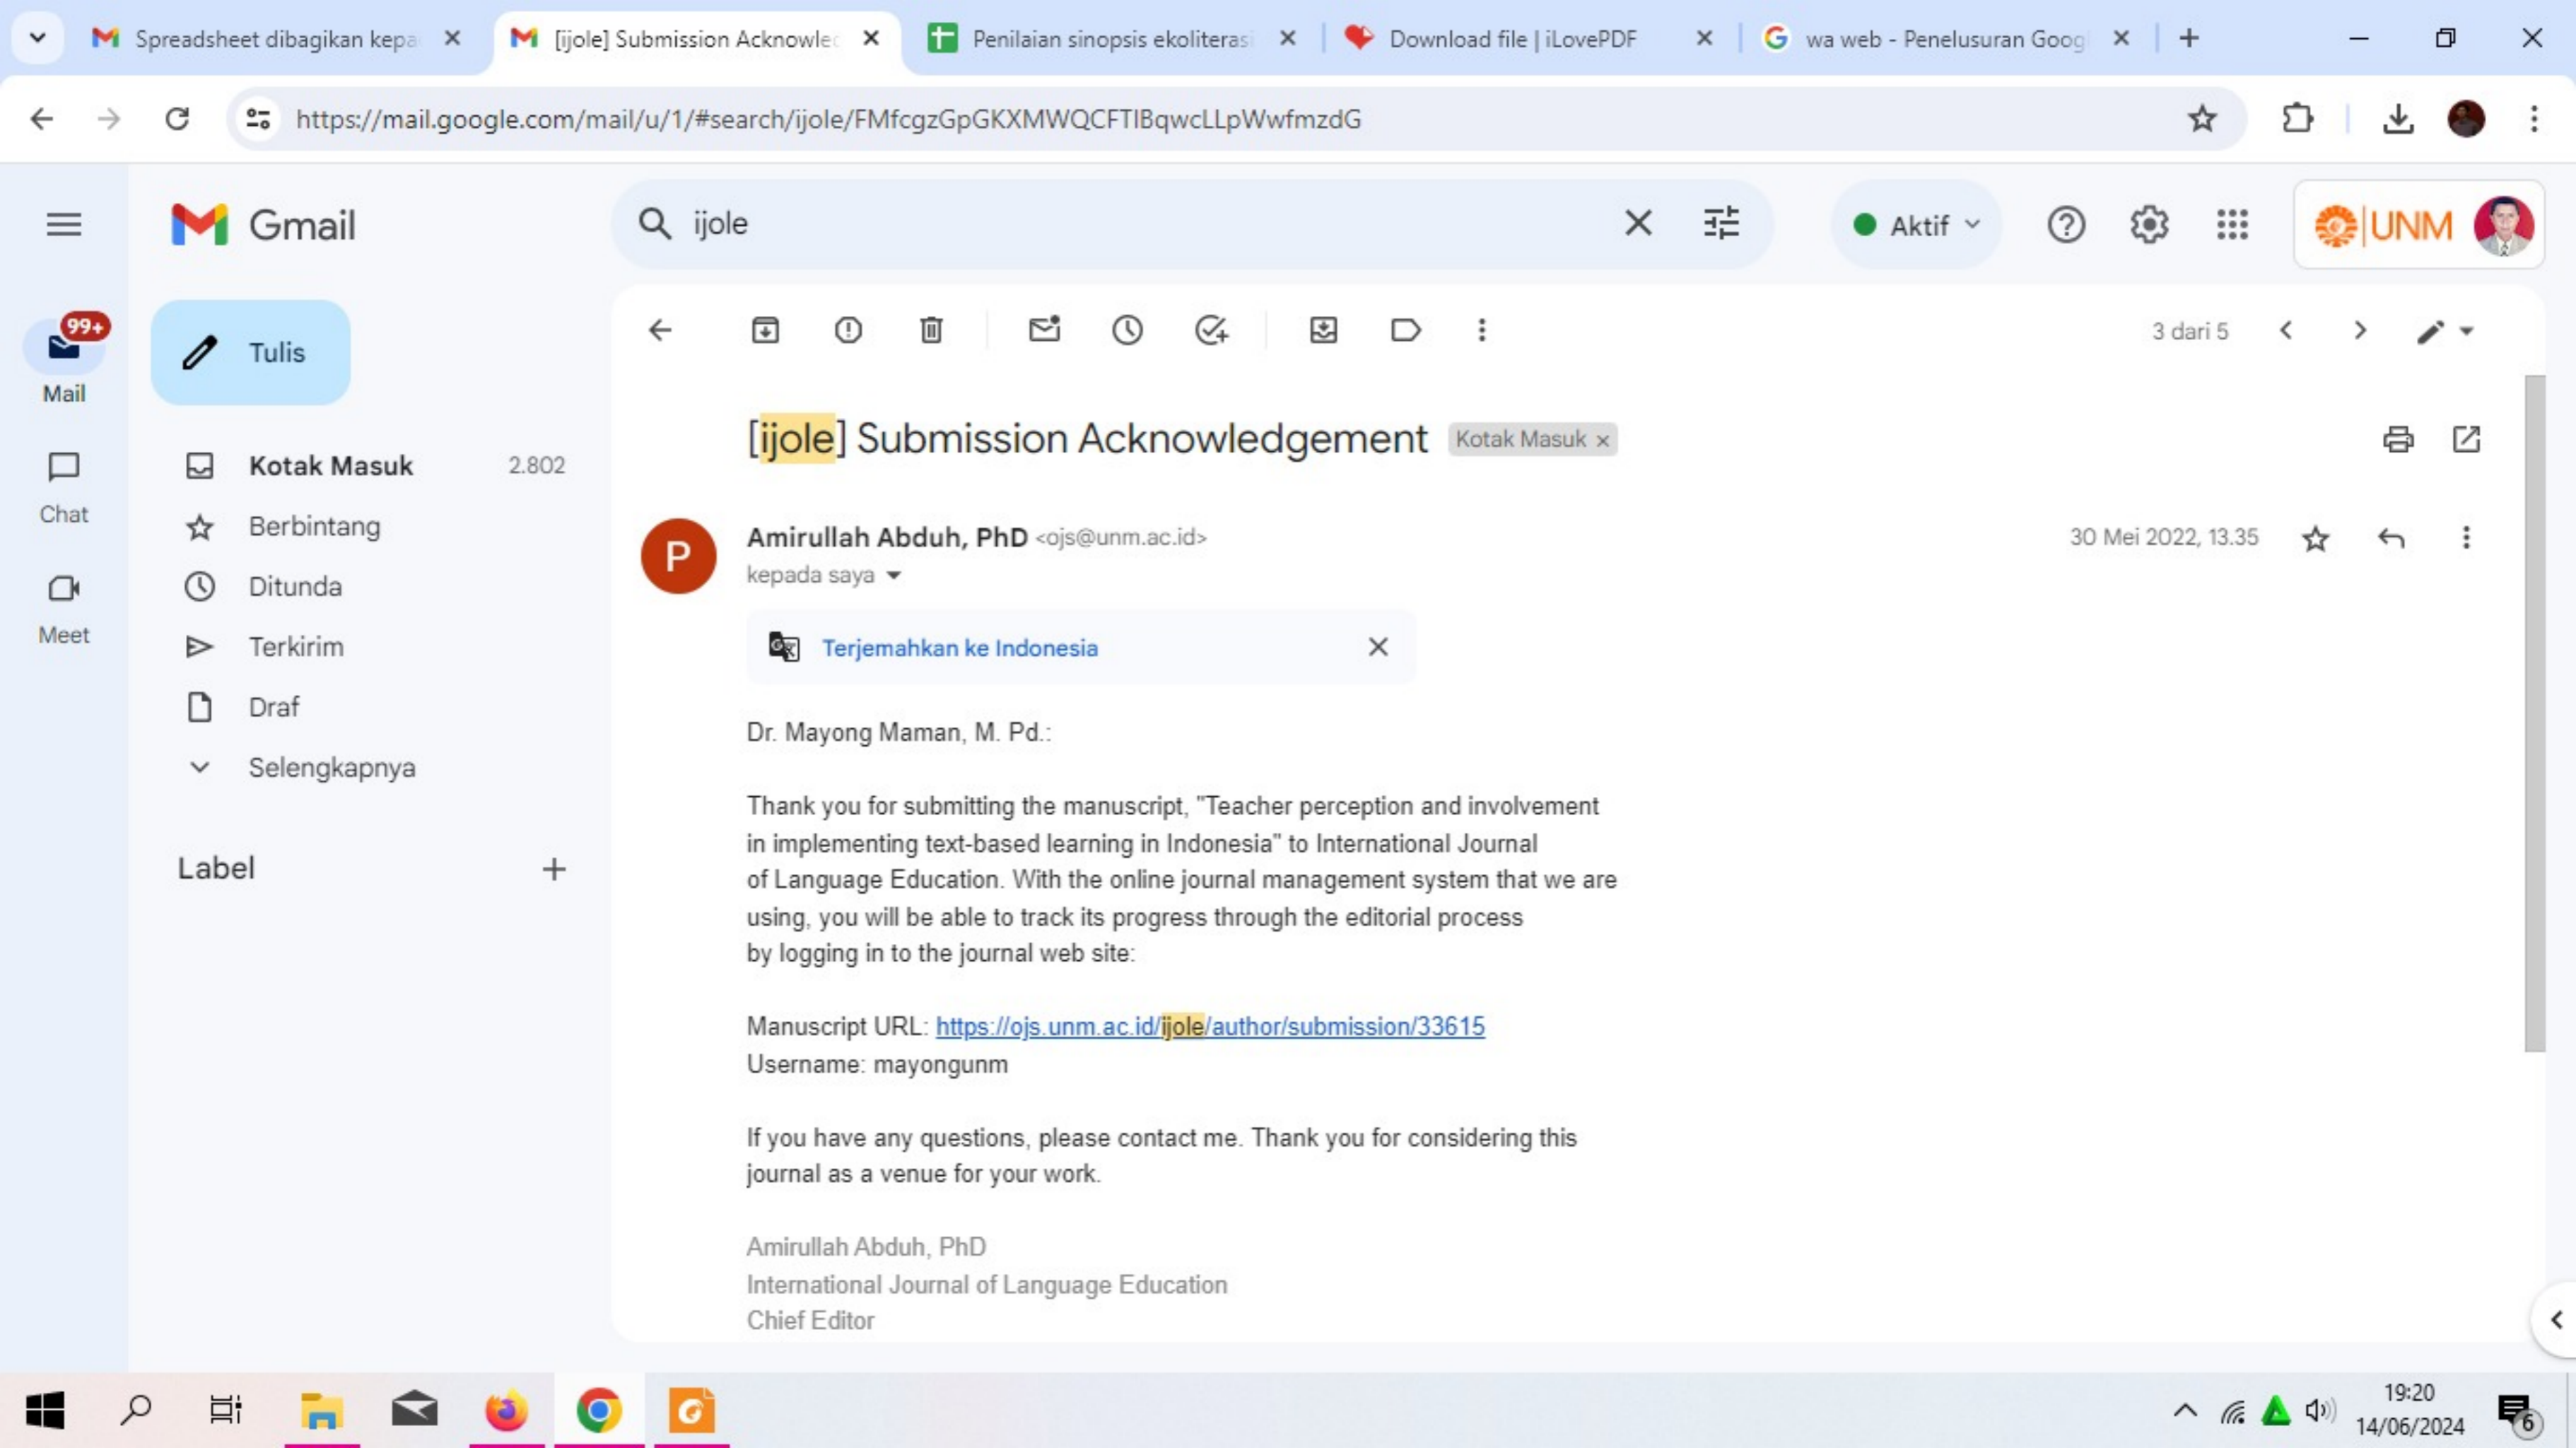 Spreadsheet dibagikan kepa
[ijole] Submission Acknowled
Penilaian sinopsis ekoliterasi
Download file | iLovePDF
wa web - Penelusuran Goog
https://mail.google.com/mail/u/1/#search/ijole/FMfcgzGpGKXMWQCFTIBqwcLLpWwfmzdG
Gmail
ijole
Aktif
UNM
99+
Mail
Chat
Meet
Tulis
Kotak Masuk 2.802
Berbintang
Ditunda
Terkirim
Draf
Selengkapnya
Label
3 dari 5
[ijole] Submission Acknowledgement Kotak Masuk
P
Amirullah Abduh, PhD <ojs@unm.ac.id>
30 Mei 2022, 13.35
kepada saya
Terjemahkan ke Indonesia
Dr. Mayong Maman, M. Pd.:
Thank you for submitting the manuscript, "Teacher perception and involvement
in implementing text-based learning in Indonesia" to International Journal
of Language Education. With the online journal management system that we are
using, you will be able to track its progress through the editorial process
by logging in to the journal web site:
Manuscript URL: https://ojs.unm.ac.id/ijole/author/submission/33615
Username: mayongunm
If you have any questions, please contact me. Thank you for considering this
journal as a venue for your work.
Amirullah Abduh, PhD
International Journal of Language Education
Chief Editor
19:20
14/06/2024
6